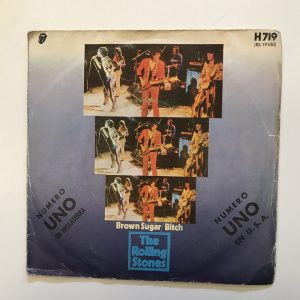 H 719
(RS 19100)
Brown Sugar/Bitch
The
Rolling
Stones
NUMERO
UNO
EN INGLATERRA
NUMERO
UNO
EN U.S.A.